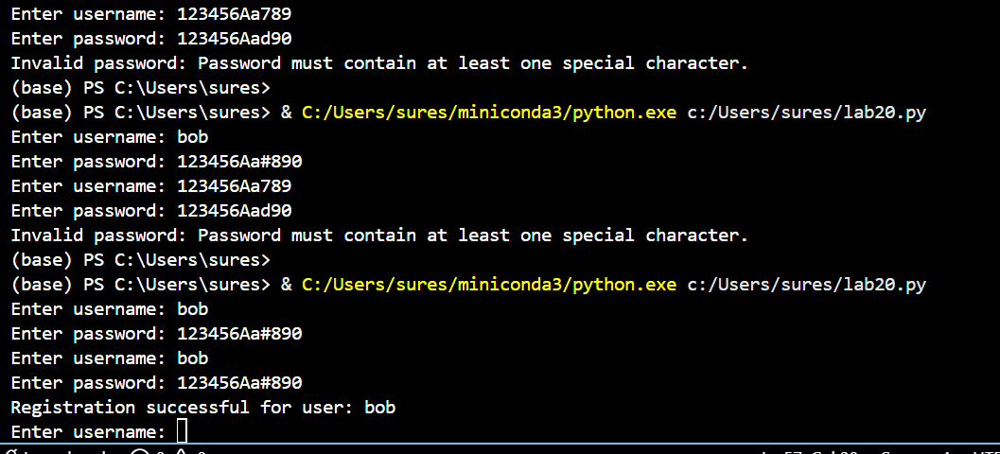 Enter username: 123456Aa789
Enter password: 123456Aad90
Invalid password: Password must contain at least one special character.
(base) PS C:\Users\sures>
(base) PS C:\Users\sures> & C:/Users/sures/miniconda3/python.exe c:/Users/sures/lab20.py
Enter username: bob
Enter password: 123456Aa#890
Enter username: 123456Aa789
Enter password: 123456Aad90
Invalid password: Password must contain at least one special character.
(base) PS C:\Users\sures>
(base) PS C:\Users\sures> & C:/Users/sures/miniconda3/python.exe c:/Users/sures/lab20.py
Enter username: bob
Enter password: 123456Aa#890
Enter username: bob
Enter password: 123456Aa#890
Registration successful for user: bob
Enter username: